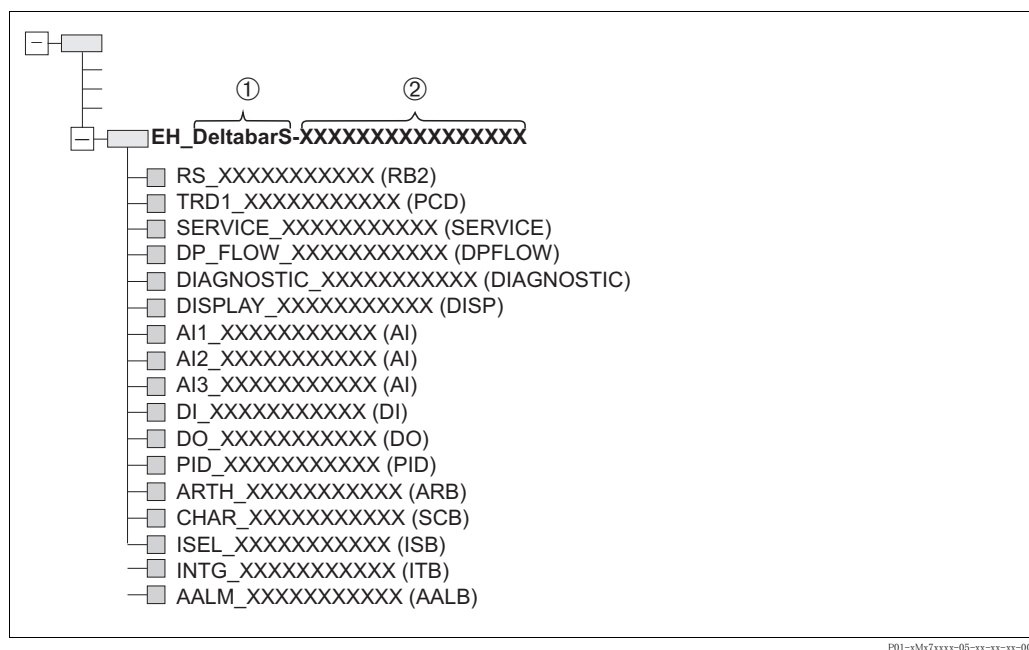 ① ②
EH_DeltabarS-XXXXXXXXXXXXXXXX
RS_XXXXXXXXXXX (RB2)
TRD1_XXXXXXXXXXX (PCD)
SERVICE_XXXXXXXXXXX (SERVICE)
DP_FLOW_XXXXXXXXXXX (DPFLOW)
DIAGNOSTIC_XXXXXXXXXXX (DIAGNOSTIC)
DISPLAY_XXXXXXXXXXX (DISP)
AI1_XXXXXXXXXXX (AI)
AI2_XXXXXXXXXXX (AI)
AI3_XXXXXXXXXXX (AI)
DI_XXXXXXXXXXX (DI)
DO_XXXXXXXXXXX (DO)
PID_XXXXXXXXXXX (PID)
ARTH_XXXXXXXXXXX (ARB)
CHAR_XXXXXXXXXXX (SCB)
ISEL_XXXXXXXXXXX (ISB)
INTG_XXXXXXXXXXX (ITB)
AALM_XXXXXXXXXXX (AALB)